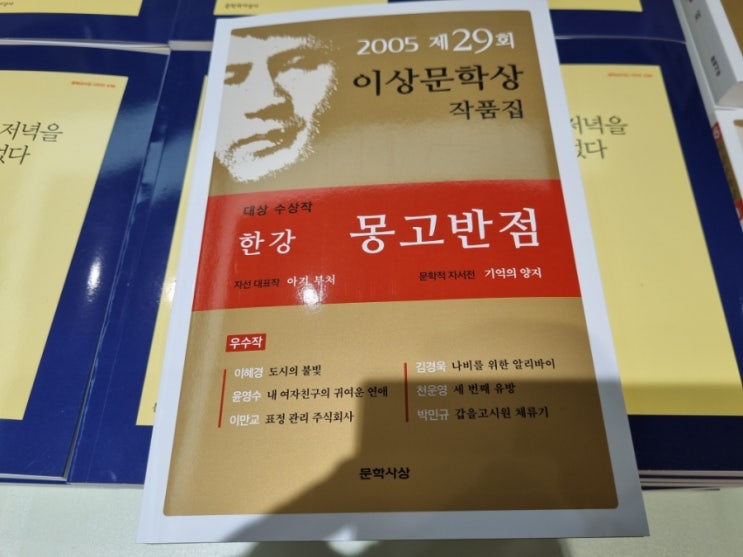 2005 제29회
이상문학상
작품집
대상 수상작
한강 몽고반점
자선 대표작 아기 부처 문학적 자서전 기억의 양지
우수작
이혜경 도시의 불빛
윤영수 내 여자친구의 귀여운 연애
이만교 표정 관리 주식회사
김경욱 나비를 위한 알리바이
천운영 세 번째 유방
박민규 갑을고시원 체류기
문학사상
저녁을
저녁을